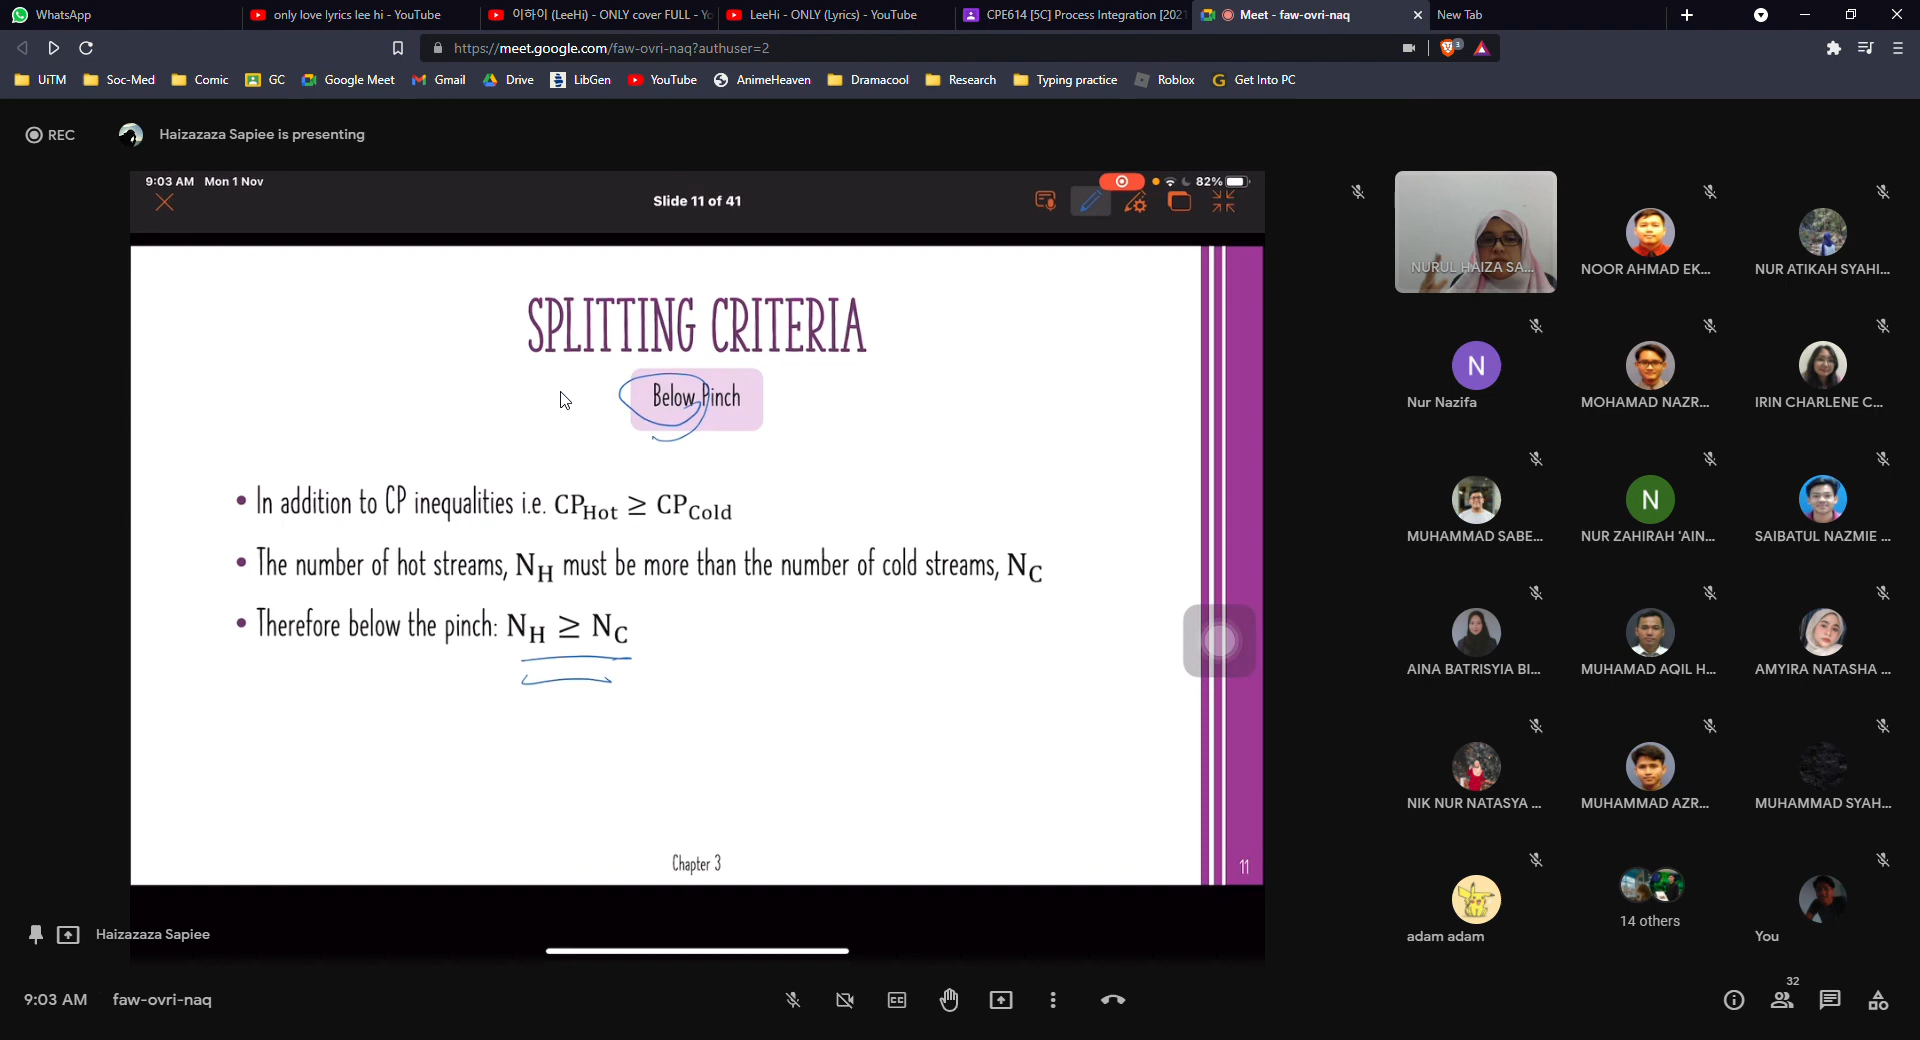 WhatsApp
only love lyrics lee hi - YouTube
이하이 (LeeHi) - ONLY cover FULL - Yo
LeeHi - ONLY (Lyrics) - YouTube
CPE614 [5C] Process Integration [2021
Meet - faw-ovri-naq
New Tab
https://meet.google.com/faw-ovri-naq?authuser=2
UiTM
Soc-Med
Comic
GC
Google Meet
Gmail
Drive
LibGen
YouTube
AnimeHeaven
Dramacool
Research
Typing practice
Roblox
Get Into PC
REC
Haizazaza Sapiee is presenting
9:03 AM Mon 1 Nov
82%
Slide 11 of 41
SPLITTING CRITERIA
Below Pinch
• In addition to CP inequalities i.e. CP_Hot ≥ CP_Cold
• The number of hot streams, N_H must be more than the number of cold streams, N_C
• Therefore below the pinch: N_H ≥ N_C
Chapter 3
11
NURUL HAIZA SA...
NOOR AHMAD EK...
NUR ATIKAH SYAHI...
N
Nur Nazifa
MOHAMAD NAZR...
IRIN CHARLENE C...
N
MUHAMMAD SABE...
NUR ZAHIRAH 'AIN...
SAIBATUL NAZMIE ...
AINA BATRISYIA BI...
MUHAMAD AQIL H...
AMYIRA NATASHA ...
NIK NUR NATASYA ...
MUHAMMAD AZR...
MUHAMMAD SYAH...
adam adam
14 others
You
Haizazaza Sapiee
9:03 AM
faw-ovri-naq
32